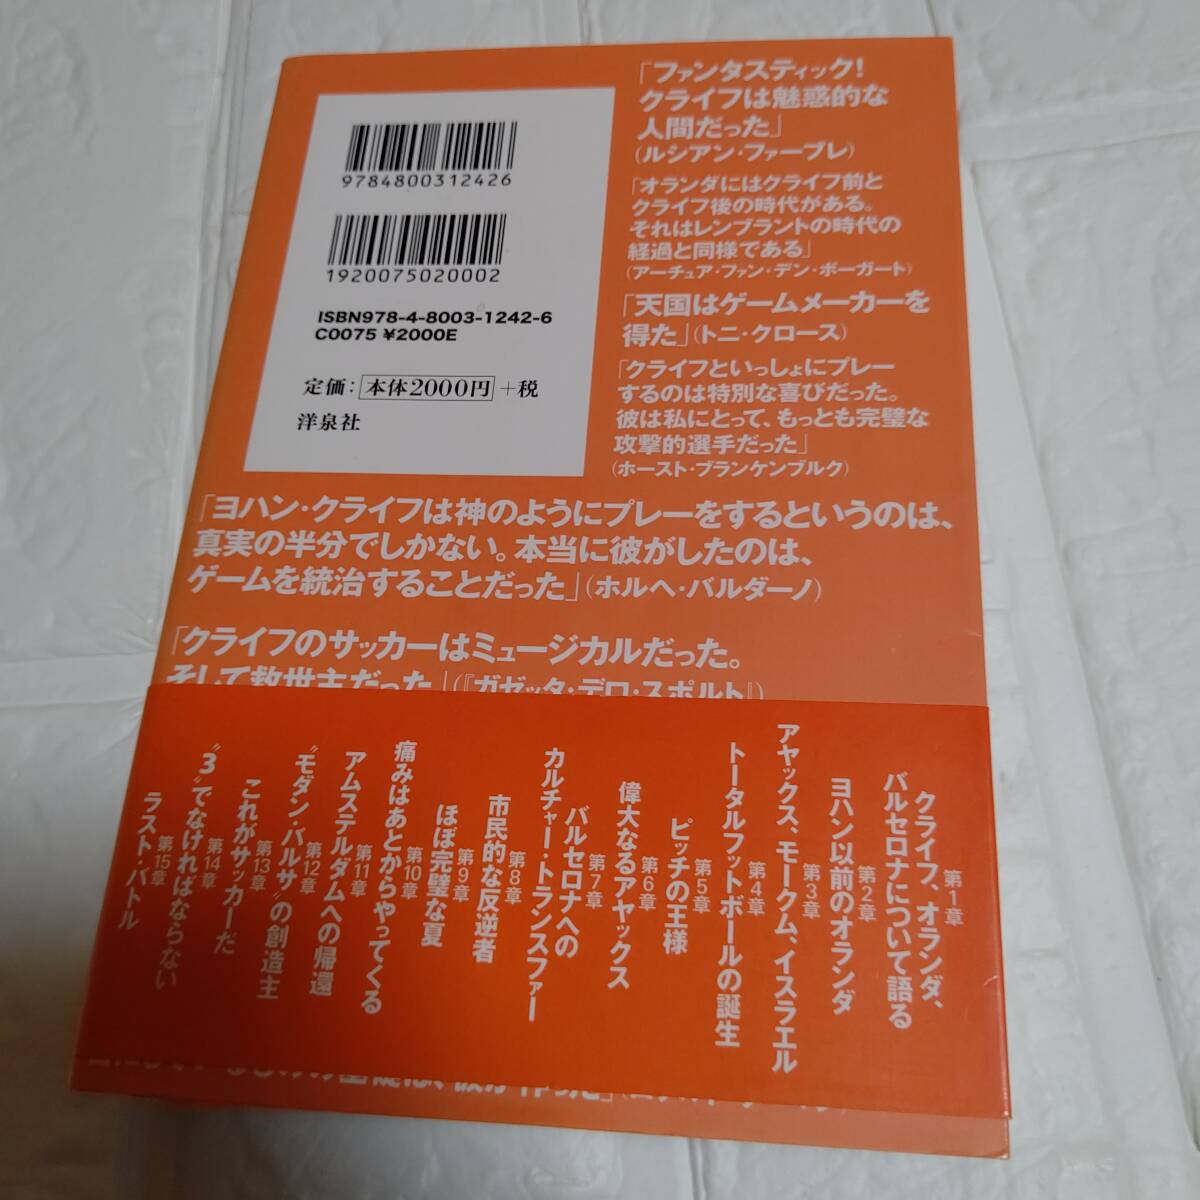 「ファンタスティック！
クライフは魅惑的な
人間だった」
(ルシアン・ファーブレ)
「オランダにはクライフ前と
クライフ後の時代がある。
それはレンブラントの時代の
経過と同様である」
(アーチュア・ファン・デン・ボーガート)
「天国はゲームメーカーを
得た」(トニ・クロース)
「クライフといっしょにプレー
するのは特別な喜びだった。
彼は私にとって、もっとも完璧な
攻撃的選手だった」
(ホースト・ブランケンブルク)
9784800312426
1920075020002
ISBN978-4-8003-1242-6
C0075 ¥2000E
定価：本体2000円＋税
洋泉社
「ヨハン・クライフは神のようにプレーをするというのは、
真実の半分でしかない。本当に彼がしたのは、
ゲームを統治することだった」(ホルヘ・バルダーノ)
「クライフのサッカーはミュージカルだった。
そして救世主だった」(『ガゼッタ・デロ・スポルト』)
第1章
クライフ、オランダ、
バルセロナについて語る
第2章
ヨハン以前のオランダ
第3章
アヤックス、モークム、イスラエル
第4章
トータルフットボールの誕生
第5章
ピッチの王様
第6章
偉大なるアヤックス
第7章
バルセロナへの
カルチャー・トランスファー
第8章
市民的な反逆者
第9章
ほぼ完璧な夏
第10章
痛みはあとからやってくる
第11章
アムステルダムへの帰還
第12章
〝モダン・バルサ〟の創造主
第13章
これがサッカーだ
第14章
〝3〟でなければならない
第15章
ラスト・バトル